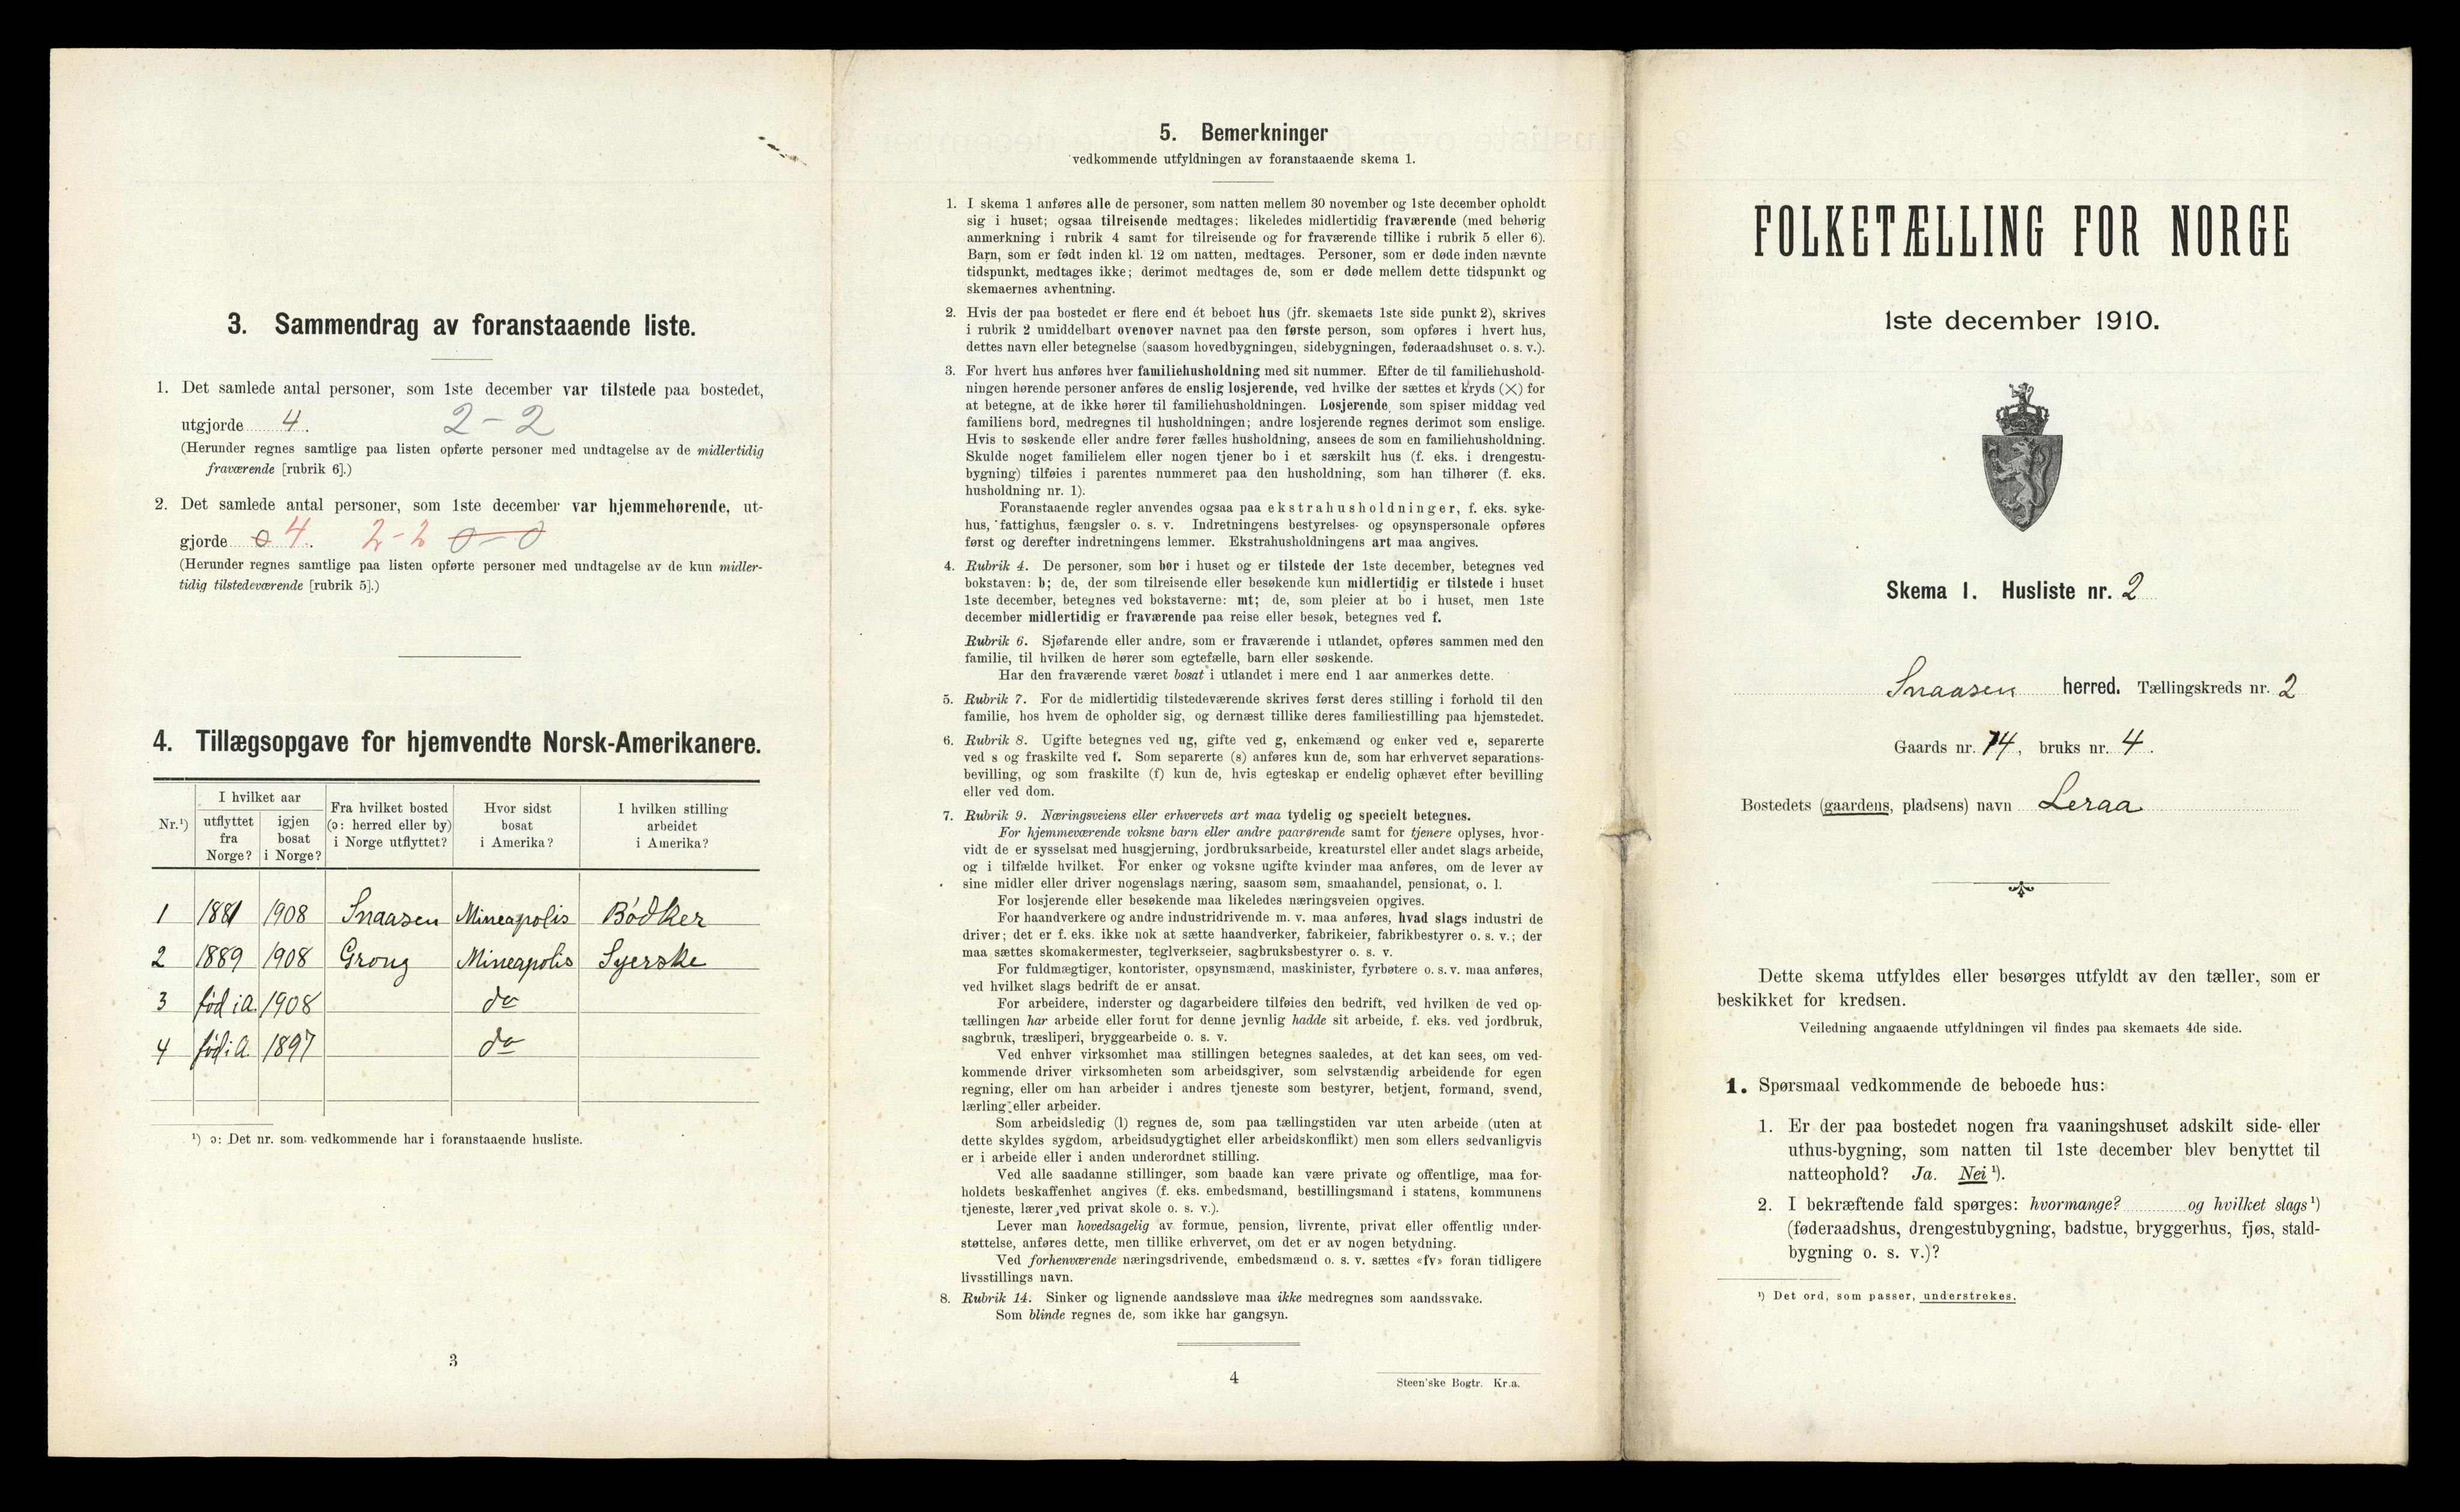 3. Sammendrag av foranstaaende liste.
1. Det samlede antal personer, som 1ste december var tilstede paa bostedet,
utgjorde 4. 2-2
(Herunder regnes samtlige paa listen opførte personer med undtagelse av de midlertidig
fraværende [rubrik 6].)
2. Det samlede antal personer, som 1ste december var hjemmehørende, ut-
gjorde 0 4. 2-2 0-0
(Herunder regnes samtlige paa listen opførte personer med undtagelse av de kun midler-
tidig tilstedeværende [rubrik 5].)
4. Tillægsopgave for hjemvendte Norsk-Amerikanere.
Nr.¹) I hvilket aar utflyttet fra Norge? igjen bosat i Norge? Fra hvilket bosted (ɔ: herred eller by) i Norge utflyttet? Hvor sidst bosat i Amerika? I hvilken stilling arbeidet i Amerika?
1 1881 1908 Snaasen Mineapolis Bødker
2 1889 1908 Grong Mineapolis Syerske
3 fød i A. 1908 do
4 fød i A. 1897 do
¹) ɔ: Det nr. som vedkommende har i foranstaaende husliste.
3
5. Bemerkninger
vedkommende utfyldningen av foranstaaende skema 1.
1. I skema 1 anføres alle de personer, som natten mellem 30 november og 1ste december opholdt
sig i huset; ogsaa tilreisende medtages; likeledes midlertidig fraværende (med behørig
anmerkning i rubrik 4 samt for tilreisende og for fraværende tillike i rubrik 5 eller 6).
Barn, som er født inden kl. 12 om natten, medtages. Personer, som er døde inden nævnte
tidspunkt, medtages ikke; derimot medtages de, som er døde mellem dette tidspunkt og
skemaernes avhentning.
2. Hvis der paa bostedet er flere end ét beboet hus (jfr. skemaets 1ste side punkt 2), skrives
i rubrik 2 umiddelbart ovenover navnet paa den første person, som opføres i hvert hus,
dettes navn eller betegnelse (saasom hovedbygningen, sidebygningen, føderaadshuset o. s. v.).
3. For hvert hus anføres hver familiehusholdning med sit nummer. Efter de til familiehushold-
ningen hørende personer anføres de enslig losjerende, ved hvilke der sættes et kryds (×) for
at betegne, at de ikke hører til familiehusholdningen. Losjerende, som spiser middag ved
familiens bord, medregnes til husholdningen; andre losjerende regnes derimot som enslige.
Hvis to søskende eller andre fører fælles husholdning, ansees de som en familiehusholdning.
Skulde noget familielem eller nogen tjener bo i et særskilt hus (f. eks. i drengestu-
bygning) tilføies i parentes nummeret paa den husholdning, som han tilhører (f. eks.
husholdning nr. 1).
Foranstaaende regler anvendes ogsaa paa ekstrahusholdninger, f. eks. syke-
hus, fattighus, fængsler o. s. v. Indretningens bestyrelses- og opsynspersonale opføres
først og derefter indretningens lemmer. Ekstrahusholdningens art maa angives.
4. Rubrik 4. De personer, som bor i huset og er tilstede der 1ste december, betegnes ved
bokstaven: b; de, der som tilreisende eller besøkende kun midlertidig er tilstede i huset
1ste december, betegnes ved bokstaverne: mt; de, som pleier at bo i huset, men 1ste
december midlertidig er fraværende paa reise eller besøk, betegnes ved f.
Rubrik 6. Sjøfarende eller andre, som er fraværende i utlandet, opføres sammen med den
familie, til hvilken de hører som egtefælle, barn eller søskende.
Har den fraværende været bosat i utlandet i mere end 1 aar anmerkes dette.
5. Rubrik 7. For de midlertidig tilstedeværende skrives først deres stilling i forhold til den
familie, hos hvem de opholder sig, og dernæst tillike deres familiestilling paa hjemstedet.
6. Rubrik 8. Ugifte betegnes ved ug, gifte ved g, enkemænd og enker ved e, separerte
ved s og fraskilte ved f. Som separerte (s) anføres kun de, som har erhvervet separations-
bevilling, og som fraskilte (f) kun de, hvis egteskap er endelig ophævet efter bevilling
eller ved dom.
7. Rubrik 9. Næringsveiens eller erhvervets art maa tydelig og specielt betegnes.
For hjemmeværende voksne barn eller andre paarørende samt for tjenere oplyses, hvor-
vidt de er sysselsat med husgjerning, jordbruksarbeide, kreaturstel eller andet slags arbeide,
og i tilfælde hvilket. For enker og voksne ugifte kvinder maa anføres, om de lever av
sine midler eller driver nogenslags næring, saasom søm, smaahandel, pensionat, o. l.
For losjerende eller besøkende maa likeledes næringsveien opgives.
For haandverkere og andre industridrivende m. v. maa anføres, hvad slags industri de
driver; det er f. eks. ikke nok at sætte haandverker, fabrikeier, fabrikbestyrer o. s. v.; der
maa sættes skomakermester, teglverkseier, sagbruksbestyrer o. s. v.
For fuldmægtiger, kontorister, opsynsmænd, maskinister, fyrbøtere o. s. v. maa anføres,
ved hvilket slags bedrift de er ansat.
For arbeidere, inderster og dagarbeidere tilføies den bedrift, ved hvilken de ved op-
tællingen har arbeide eller forut for denne jevnlig hadde sit arbeide, f. eks. ved jordbruk,
sagbruk, træsliperi, bryggearbeide o. s. v.
Ved enhver virksomhet maa stillingen betegnes saaledes, at det kan sees, om ved-
kommende driver virksomheten som arbeidsgiver, som selvstændig arbeidende for egen
regning, eller om han arbeider i andres tjeneste som bestyrer, betjent, formand, svend,
lærling eller arbeider.
Som arbeidsledig (l) regnes de, som paa tællingstiden var uten arbeide (uten at
dette skyldes sygdom, arbeidsudygtighet eller arbeidskonflikt) men som ellers sedvanligvis
er i arbeide eller i anden underordnet stilling.
Ved alle saadanne stillinger, som baade kan være private og offentlige, maa for-
holdets beskaffenhet angives (f. eks. embedsmand, bestillingsmand i statens, kommunens
tjeneste, lærer ved privat skole o. s. v.).
Lever man hovedsagelig av formue, pension, livrente, privat eller offentlig under-
støttelse, anføres dette, men tillike erhvervet, om det er av nogen betydning.
Ved forhenværende næringsdrivende, embedsmænd o. s. v. sættes «fv» foran tidligere
livsstillings navn.
8. Rubrik 14. Sinker og lignende aandssløve maa ikke medregnes som aandssvake.
Som blinde regnes de, som ikke har gangsyn.
4
Steen'ske Bogtr. Kr.a.
FOLKETÆLLING FOR NORGE
1ste december 1910.
Skema 1. Husliste nr. 2
Snaasen herred. Tællingskreds nr. 2
Gaards nr. 74, bruks nr. 4.
Bostedets (gaardens, pladsens) navn Leraa
Dette skema utfyldes eller besørges utfyldt av den tæller, som er
beskikket for kredsen.
Veiledning angaaende utfyldningen vil findes paa skemaets 4de side.
1. Spørsmaal vedkommende de beboede hus:
1. Er der paa bostedet nogen fra vaaningshuset adskilt side- eller
uthus-bygning, som natten til 1ste december blev benyttet til
natteophold? Ja. Nei ¹).
2. I bekræftende fald spørges: hvormange? og hvilket slags ¹)
(føderaadshus, drengestubygning, badstue, bryggerhus, fjøs, stald-
bygning o. s. v.)?
¹) Det ord, som passer, understrekes.